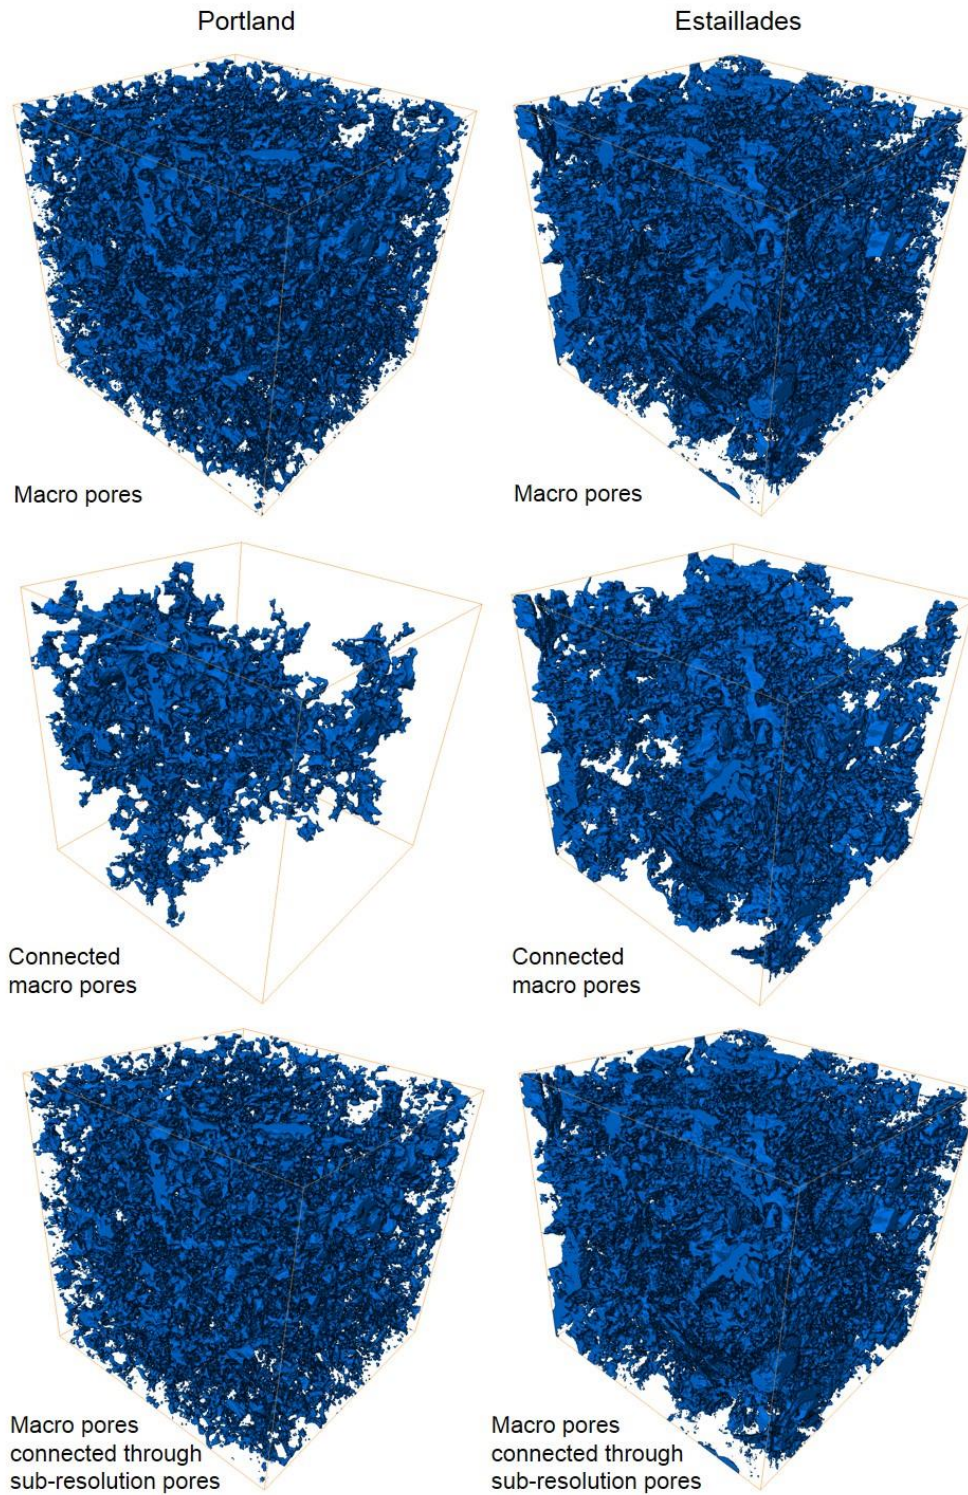 Portland
Estaillades
Macro pores
Macro pores
Connected
macro pores
Connected
macro pores
Macro pores
connected through
sub-resolution pores
Macro pores
connected through
sub-resolution pores